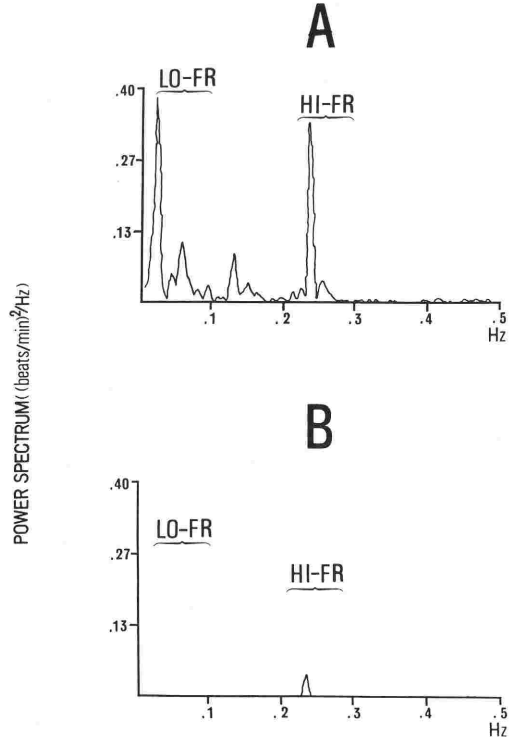 A
LO-FR
HI-FR
.40
.27
.13
.1 .2 .3 .4 .5
Hz
POWER SPECTRUM((beats/min)²/Hz)
B
.40
LO-FR
.27
HI-FR
.13
.1 .2 .3 .4 .5
Hz